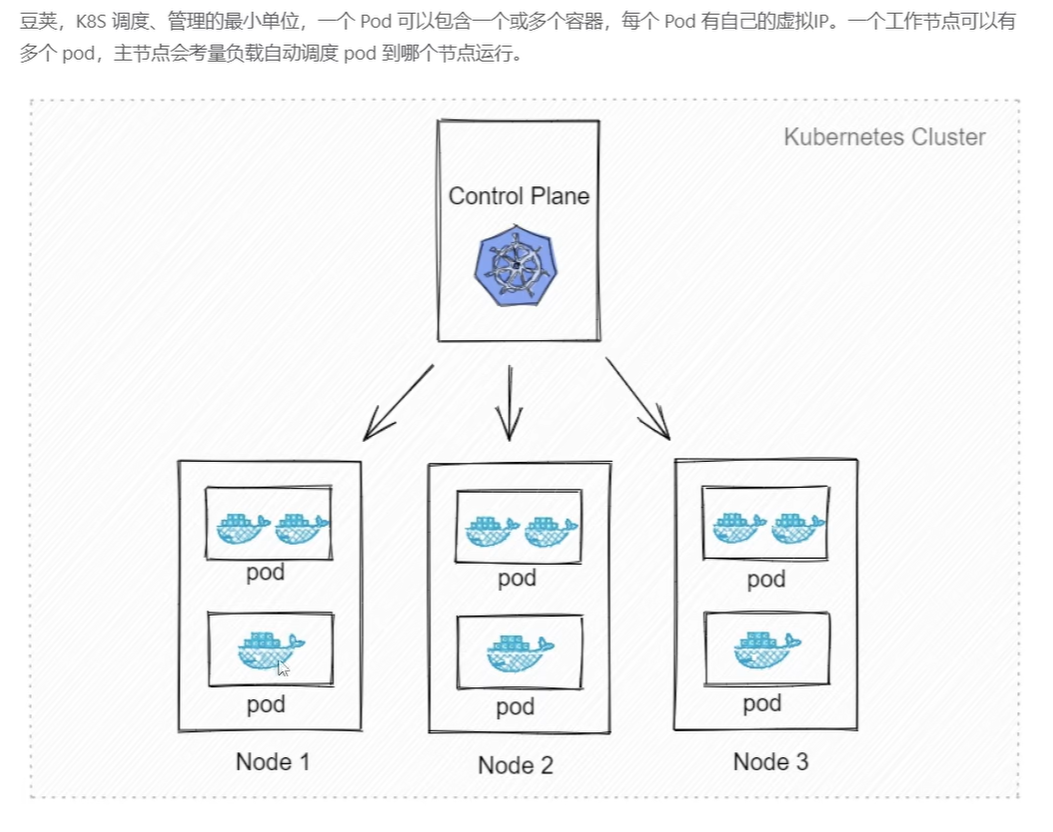 豆荚，K8S 调度、管理的最小单位，一个 Pod 可以包含一个或多个容器，每个 Pod 有自己的虚拟IP。一个工作节点可以有
多个 pod，主节点会考量负载自动调度 pod 到哪个节点运行。
Kubernetes Cluster
Control Plane
pod
pod
pod
pod
pod
pod
Node 1
Node 2
Node 3